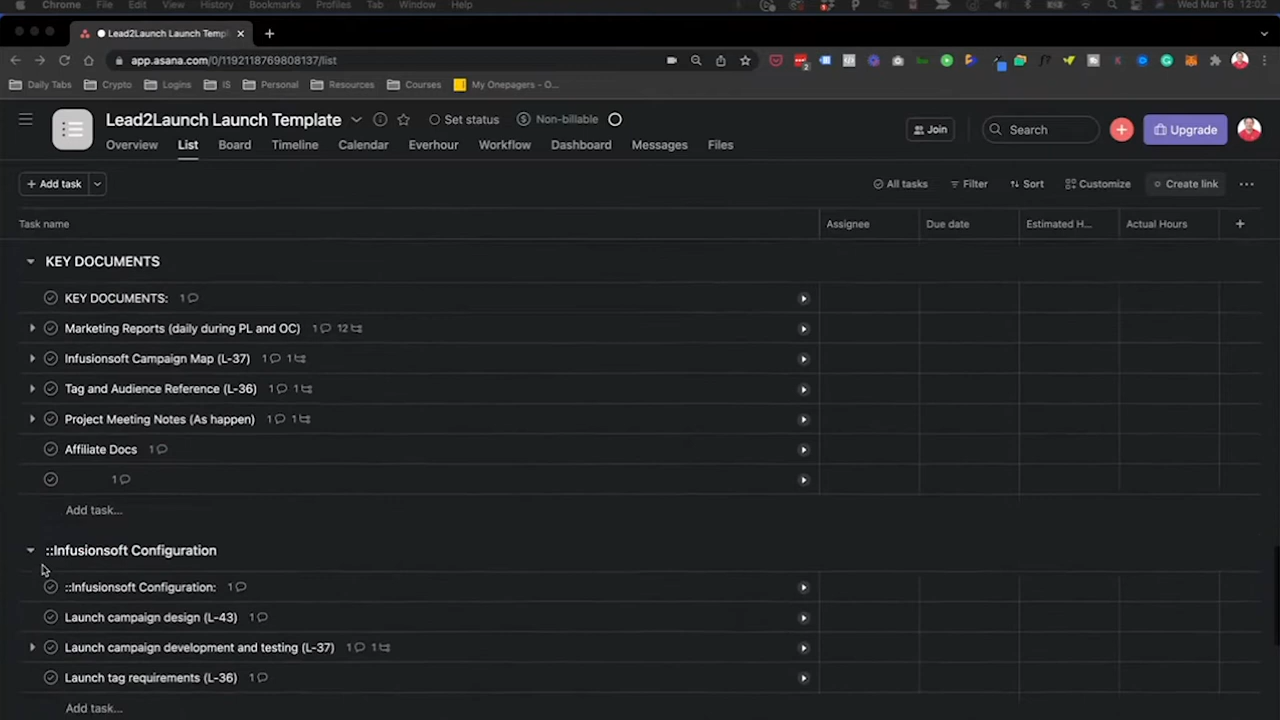 Chrome File Edit View History Bookmarks Profiles Tab Window Help Wed Mar 16 12:02
Lead2Launch Launch Templ
app.asana.com/0/1192118769808137/list
Daily Tabs Crypto Logins IS Personal Resources Courses My Onepagers - O...
Lead2Launch Launch Template Set status Non-billable Join Search Upgrade
Overview List Board Timeline Calendar Everhour Workflow Dashboard Messages Files
+ Add task All tasks Filter Sort Customize Create link
Task name Assignee Due date Estimated H... Actual Hours
KEY DOCUMENTS
KEY DOCUMENTS: 1
Marketing Reports (daily during PL and OC) 1 12
Infusionsoft Campaign Map (L-37) 1 1
Tag and Audience Reference (L-36) 1 1
Project Meeting Notes (As happen) 1 1
Affiliate Docs 1
1
Add task...
::Infusionsoft Configuration
::Infusionsoft Configuration: 1
Launch campaign design (L-43) 1
Launch campaign development and testing (L-37) 1 1
Launch tag requirements (L-36) 1
Add task...